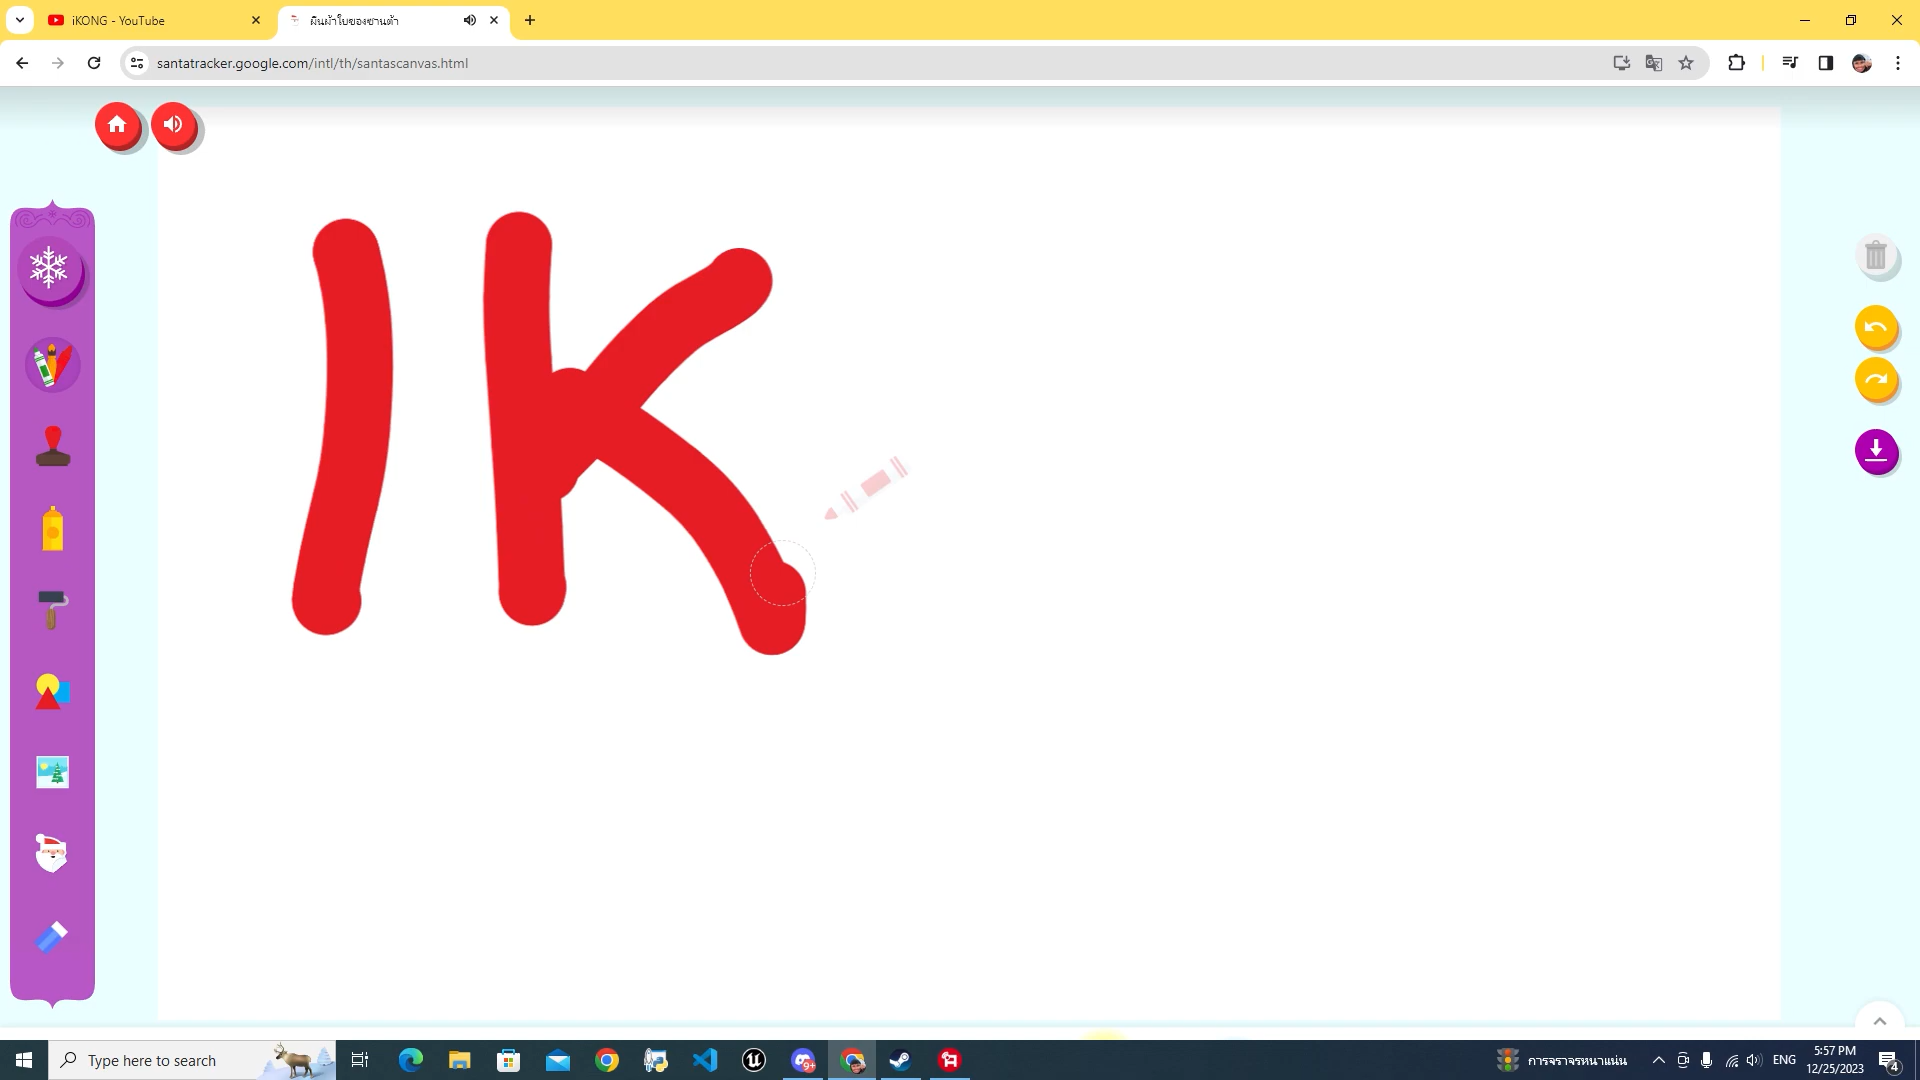 iKONG - YouTube
ผืนผ้าใบของซานต้า
santatracker.google.com/intl/th/santascanvas.html
IK
Type here to search
9+
การจราจรหนาแน่น
ENG
5:57 PM
12/25/2023
4